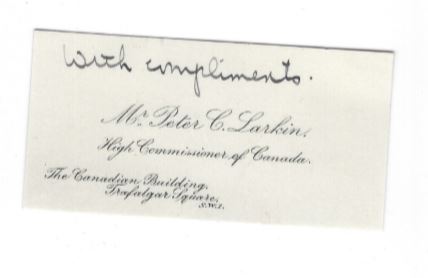 With compliments.
Mr. Peter C. Larkin,
High Commissioner of Canada.
The Canadian Building,
Trafalgar Square,
S.W.1.